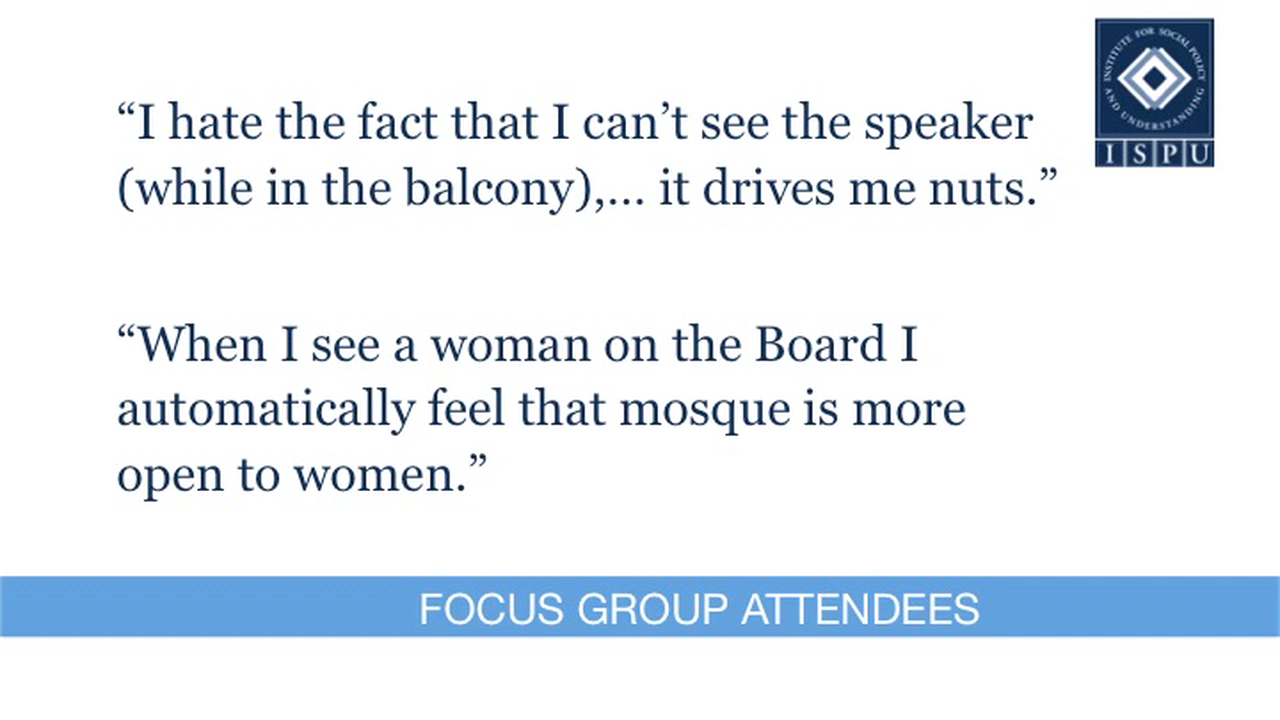 “I hate the fact that I can’t see the speaker
(while in the balcony),... it drives me nuts.”
“When I see a woman on the Board I
automatically feel that mosque is more
open to women.”
FOCUS GROUP ATTENDEES
INSTITUTE FOR SOCIAL POLICY
AND UNDERSTANDING
ISPU